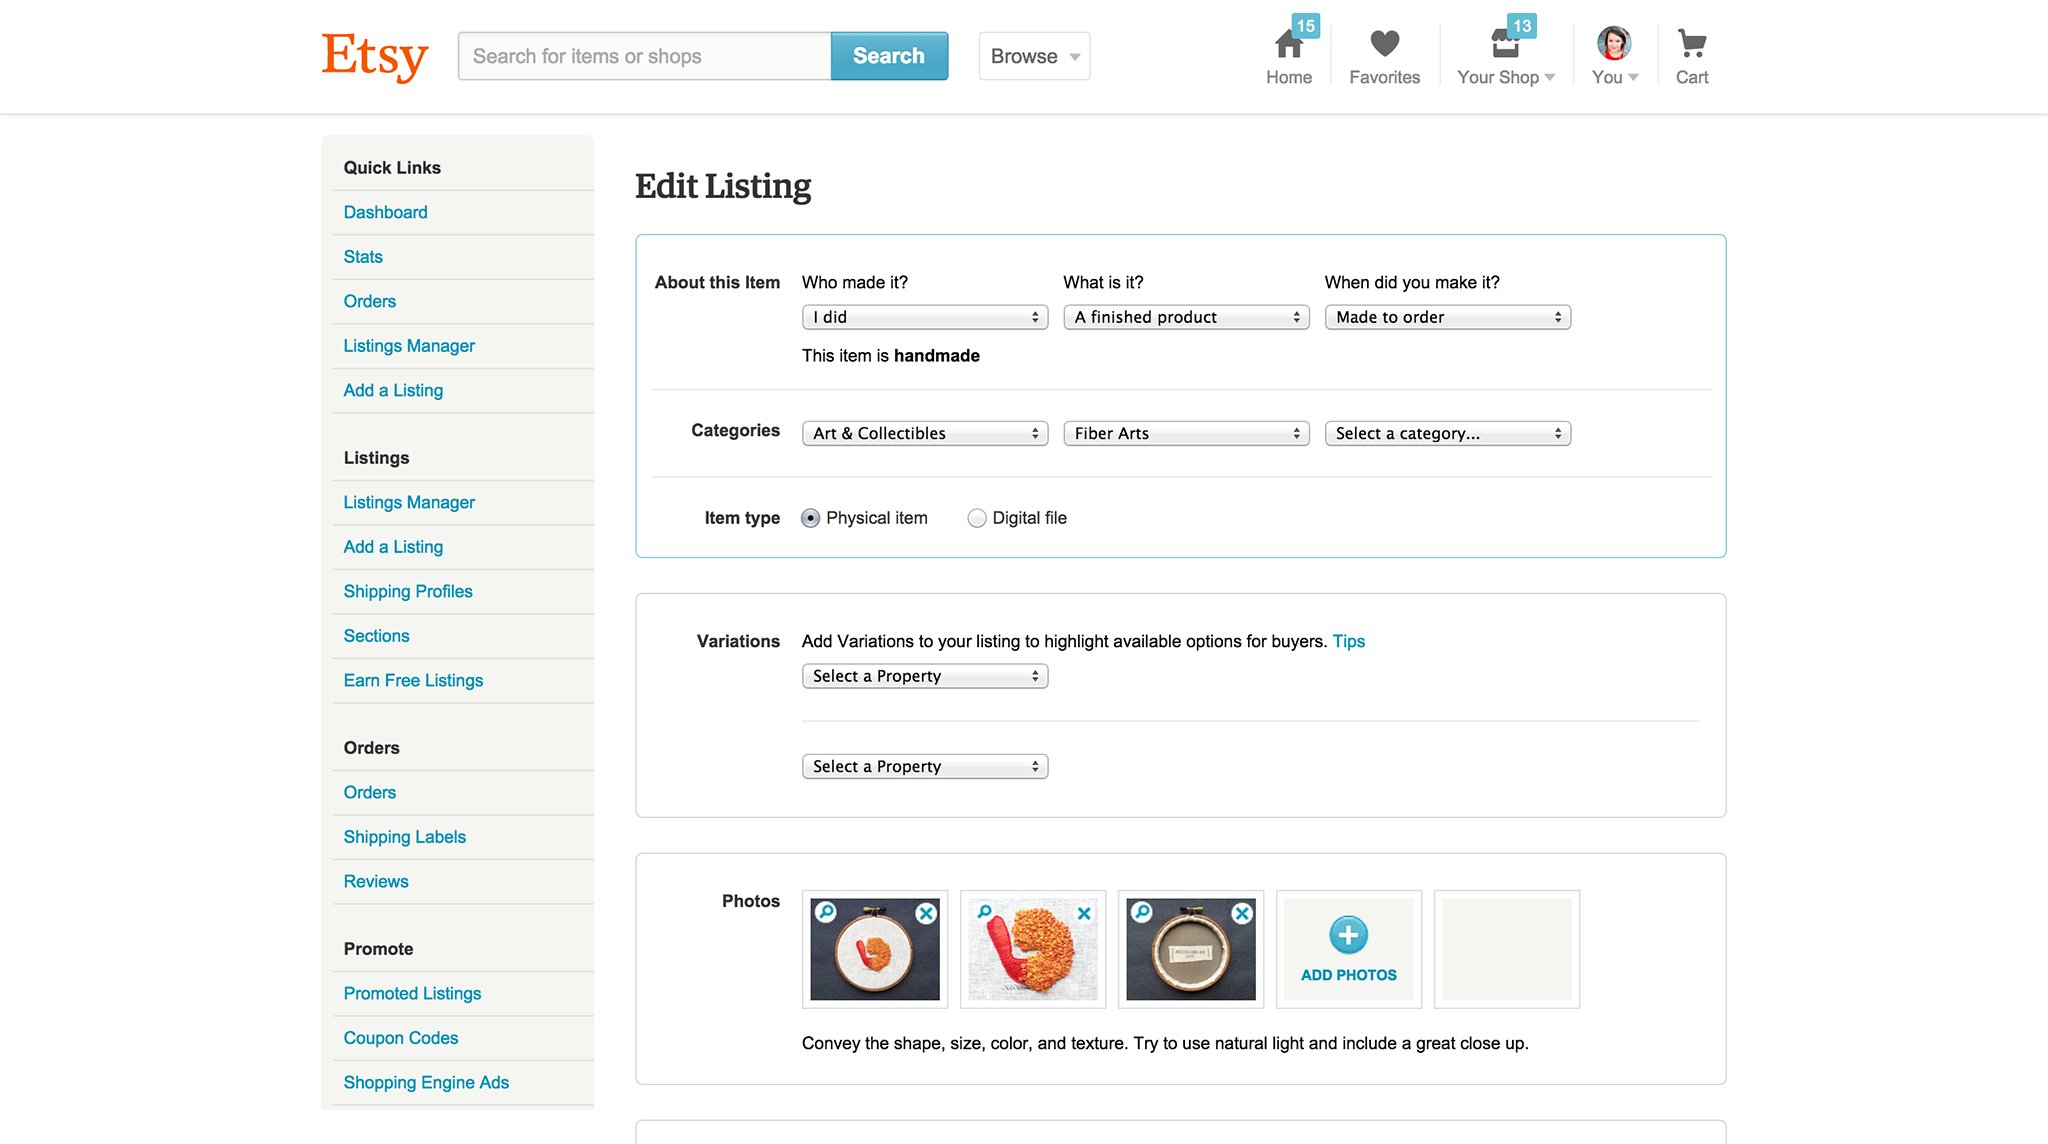 Etsy
Search for items or shops
Search
Browse
15
Home
Favorites
13
Your Shop
You
Cart
Quick Links
Dashboard
Stats
Orders
Listings Manager
Add a Listing
Listings
Listings Manager
Add a Listing
Shipping Profiles
Sections
Earn Free Listings
Orders
Orders
Shipping Labels
Reviews
Promote
Promoted Listings
Coupon Codes
Shopping Engine Ads
Edit Listing
About this Item
Who made it? What is it? When did you make it?
I did A finished product Made to order
This item is handmade
Categories Art & Collectibles Fiber Arts Select a category...
Item type Physical item Digital file
Variations Add Variations to your listing to highlight available options for buyers. Tips
Select a Property
Select a Property
Photos
ADD PHOTOS
Convey the shape, size, color, and texture. Try to use natural light and include a great close up.